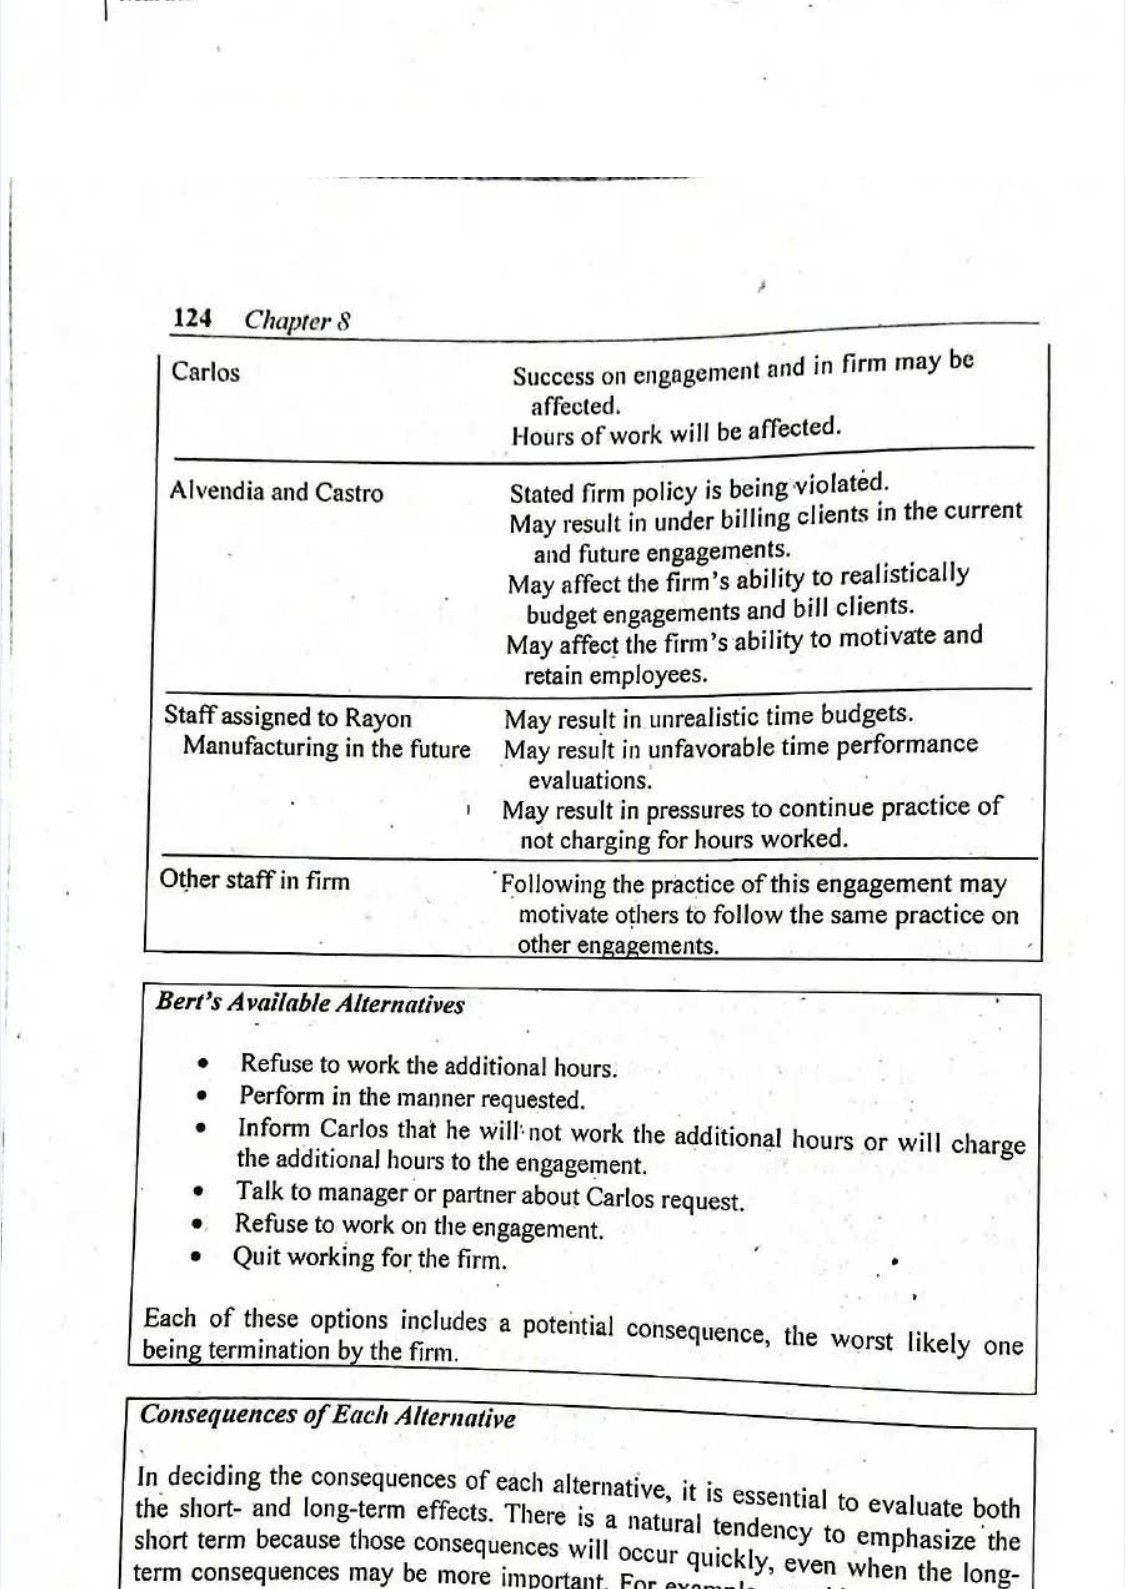 124 Chapter 8
Carlos Success on engagement and in firm may be
affected.
Hours of work will be affected.
Alvendia and Castro Stated firm policy is being violated.
May result in under billing clients in the current
and future engagements.
May affect the firm's ability to realistically
budget engagements and bill clients.
May affect the firm's ability to motivate and
retain employees.
Staff assigned to Rayon May result in unrealistic time budgets.
Manufacturing in the future May result in unfavorable time performance
evaluations.
May result in pressures to continue practice of
not charging for hours worked.
Other staff in firm Following the practice of this engagement may
motivate others to follow the same practice on
other engagements.
Bert's Available Alternatives
• Refuse to work the additional hours.
• Perform in the manner requested.
• Inform Carlos that he will not work the additional hours or will charge
the additional hours to the engagement.
• Talk to manager or partner about Carlos request.
• Refuse to work on the engagement.
• Quit working for the firm.
Each of these options includes a potential consequence, the worst likely one
being termination by the firm.
Consequences of Each Alternative
In deciding the consequences of each alternative, it is essential to evaluate both
the short- and long-term effects. There is a natural tendency to emphasize the
short term because those consequences will occur quickly, even when the long-
term consequences may be more important. For